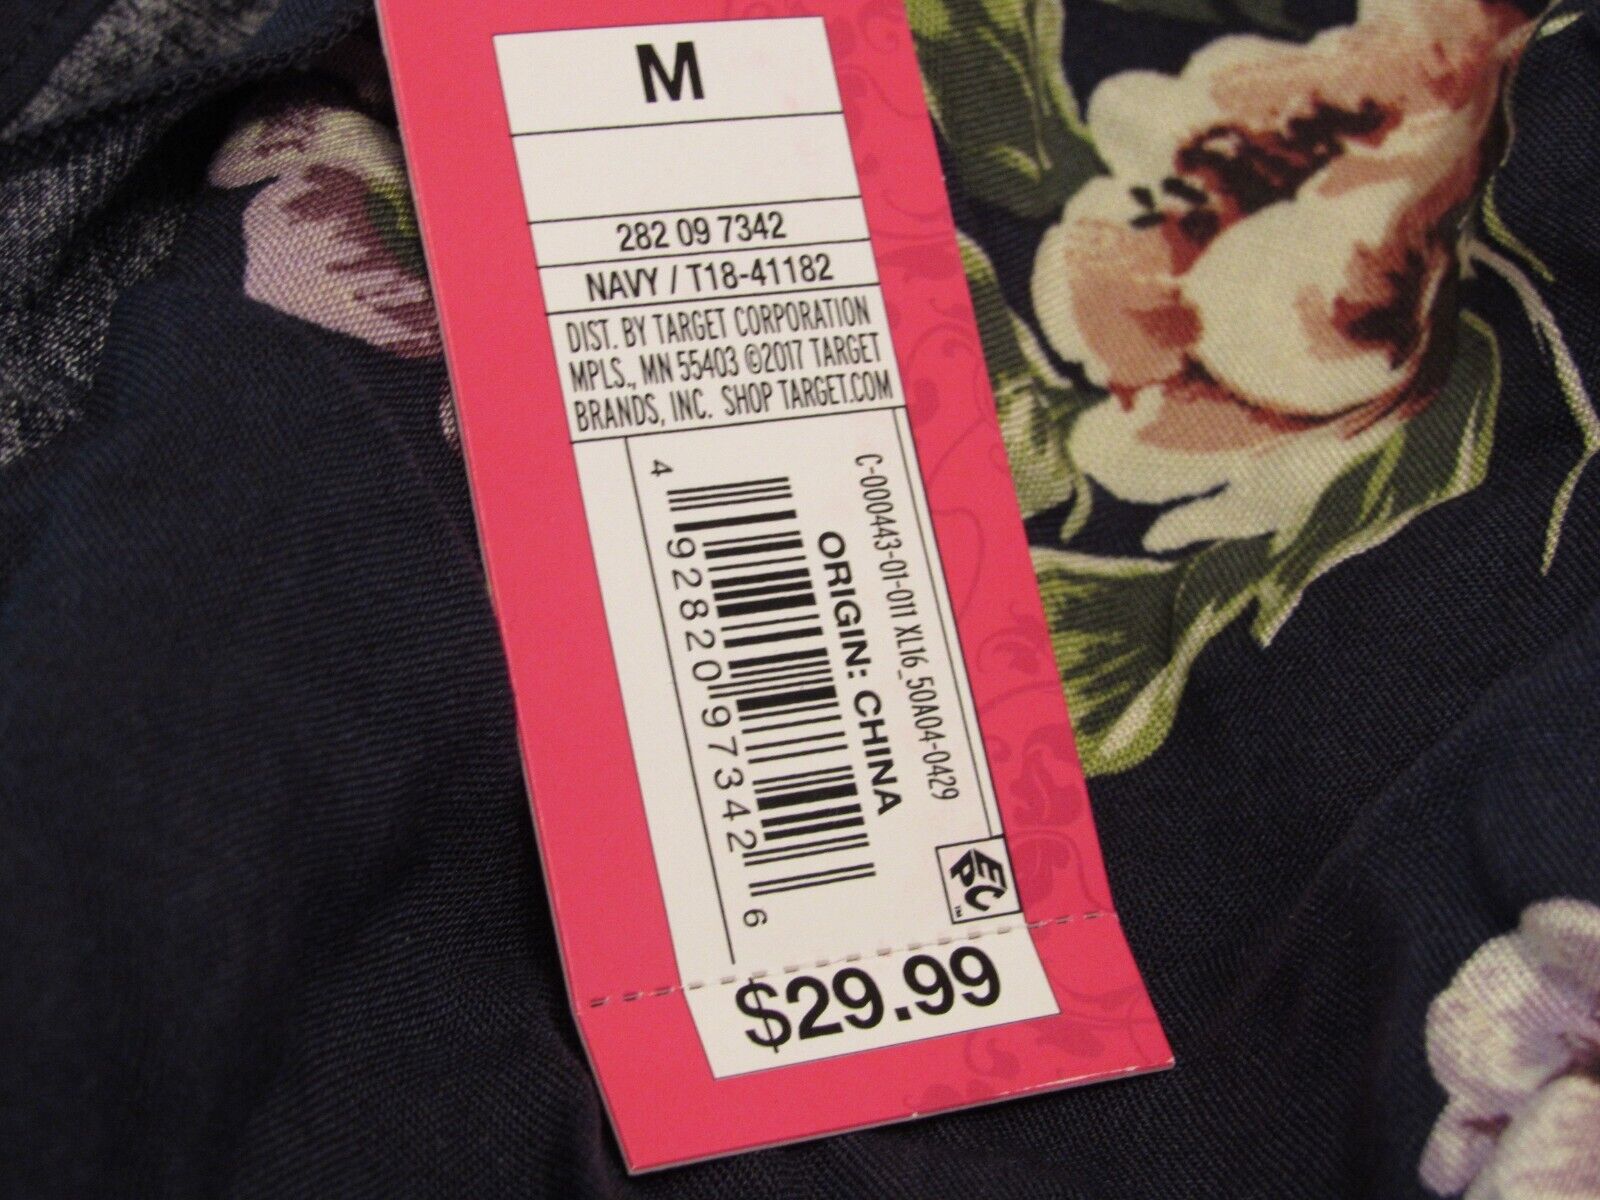 M
282 09 7342
NAVY / T18-41182
DIST. BY TARGET CORPORATION
MPLS., MN 55403 ©2017 TARGET
BRANDS, INC. SHOP TARGET.COM
C-000443-01-011 XL16_50A04-0429
ORIGIN: CHINA
4 92820 97342 6
EPC™
$29.99